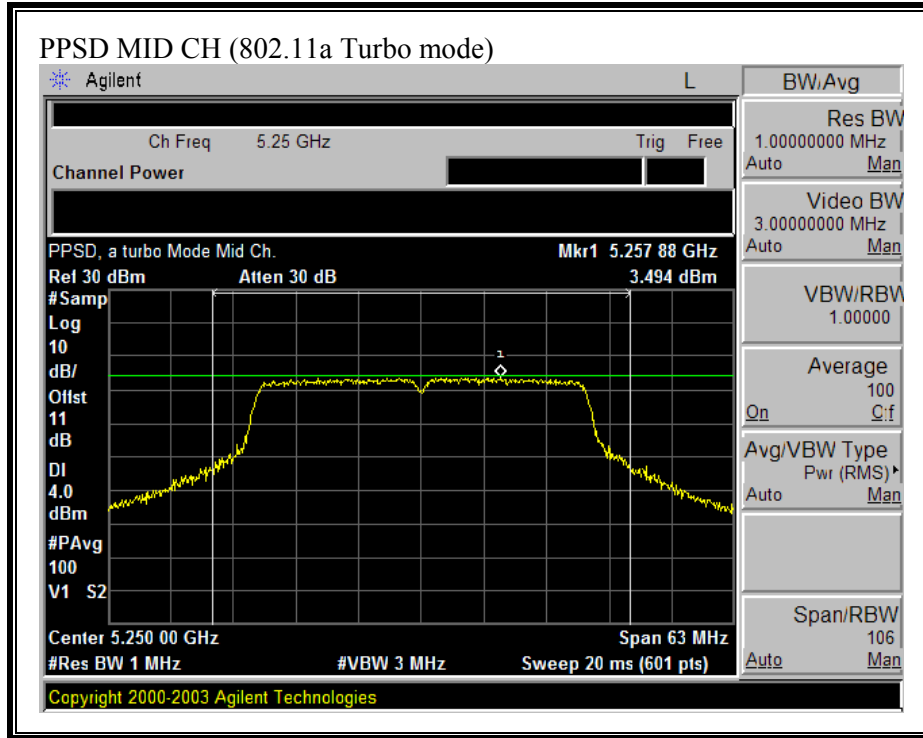 PPSD MID CH (802.11a Turbo mode)
Agilent L BW/Avg
Ch Freq 5.25 GHz Trig Free
Channel Power
Res BW
1.00000000 MHz
Auto Man
Video BW
3.00000000 MHz
Auto Man
PPSD, a turbo Mode Mid Ch. Mkr1 5.257 88 GHz
Ref 30 dBm Atten 30 dB 3.494 dBm
#Samp
Log
10
dB/
Offst
11
dB
DI
4.0
dBm
#PAvg
100
V1 S2
1
VBW/RBW
1.00000
Average
100
On Off
Avg/VBW Type
Pwr (RMS)
Auto Man
Span/RBW
106
Auto Man
Center 5.250 00 GHz Span 63 MHz
#Res BW 1 MHz #VBW 3 MHz Sweep 20 ms (601 pts)
Copyright 2000-2003 Agilent Technologies